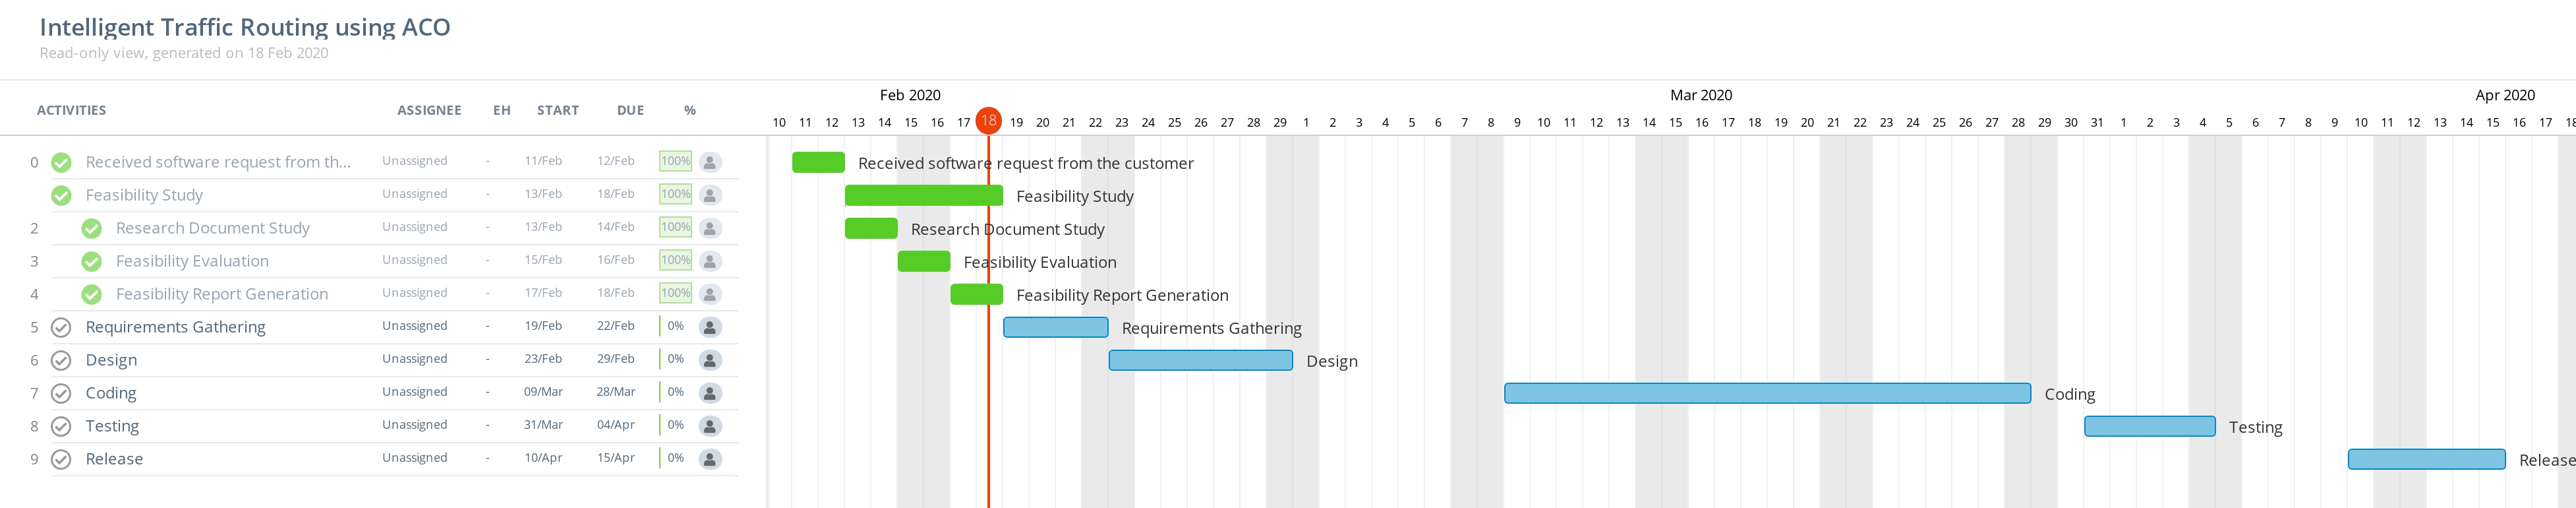 Intelligent Traffic Routing using ACO
Read-only view, generated on 18 Feb 2020
Feb 2020 Mar 2020 Apr 2020
ACTIVITIES ASSIGNEE EH START DUE %
10 11 12 13 14 15 16 17 18 19 20 21 22 23 24 25 26 27 28 29 1 2 3 4 5 6 7 8 9 10 11 12 13 14 15 16 17 18 19 20 21 22 23 24 25 26 27 28 29 30 31 1 2 3 4 5 6 7 8 9 10 11 12 13 14 15 16 17 18
0 Received software request from th... Unassigned - 11/Feb 12/Feb 100% Received software request from the customer
Feasibility Study Unassigned - 13/Feb 18/Feb 100% Feasibility Study
2 Research Document Study Unassigned - 13/Feb 14/Feb 100% Research Document Study
3 Feasibility Evaluation Unassigned - 15/Feb 16/Feb 100% Feasibility Evaluation
4 Feasibility Report Generation Unassigned - 17/Feb 18/Feb 100% Feasibility Report Generation
5 Requirements Gathering Unassigned - 19/Feb 22/Feb 0% Requirements Gathering
6 Design Unassigned - 23/Feb 29/Feb 0% Design
7 Coding Unassigned - 09/Mar 28/Mar 0% Coding
8 Testing Unassigned - 31/Mar 04/Apr 0% Testing
9 Release Unassigned - 10/Apr 15/Apr 0% Release